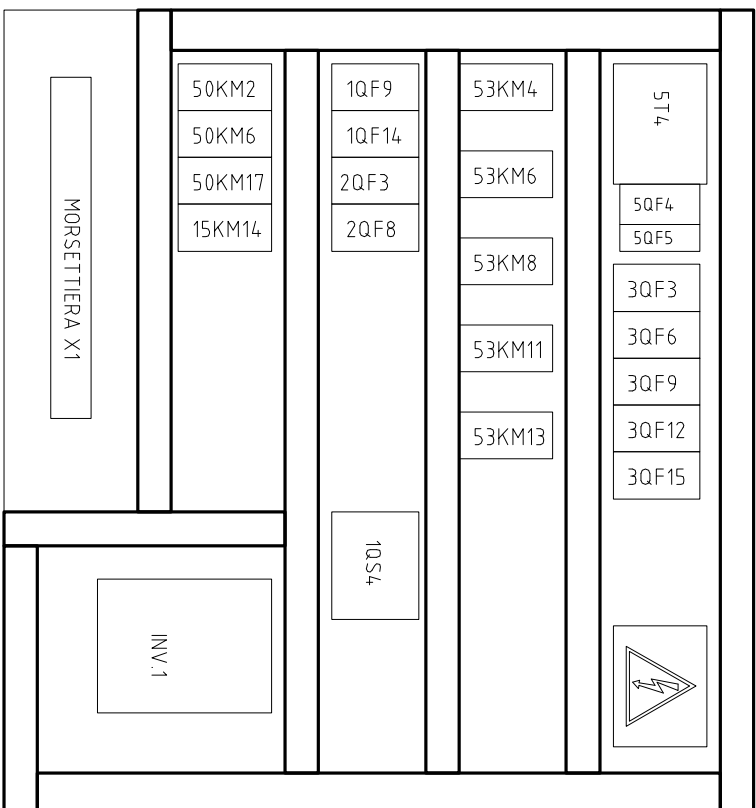 MORSETTIERA X1
50KM2
50KM6
50KM17
15KM14
INV.1
1QF9
1QF14
2QF3
2QF8
1QS4
53KM4
53KM6
53KM8
53KM11
53KM13
5T4
5QF4
5QF5
3QF3
3QF6
3QF9
3QF12
3QF15